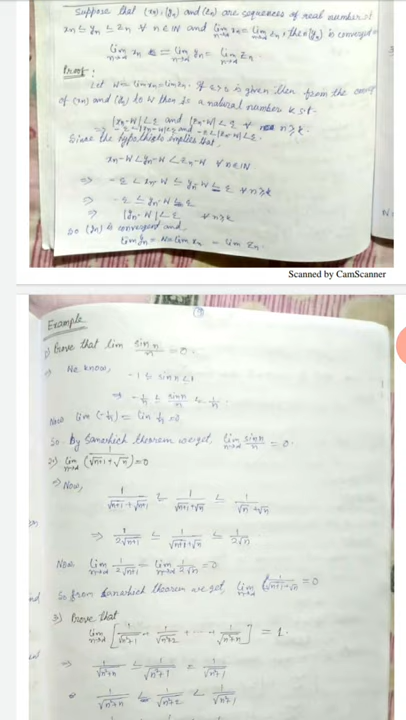 Suppose that (xn), (yn) and (zn) are sequences of real number st
xn ≤ yn ≤ zn ∀ n ∈ IN and lim xn = lim zn, then (yn) is convergent
lim xn = lim yn = lim zn
n→∞ n→∞ n→∞
Proof:
Let W = lim xn = lim zn. If ε>0 is given then from the
of (xn) and (zn) to W then is a natural number k s.t.
|xn-W| < ε and |zn-W| < ε ∀ n ≥ k.
Since the hypothesis implies that
xn-W ≤ yn-W ≤ zn-W ∀ n ∈ IN
⇒ -ε < xn-W ≤ yn-W ≤ ε ∀ n ≥ k
⇒ -ε < yn-W < ε
⇒ |yn-W| < ε ∀ n ≥ k
So (yn) is convergent and
lim yn = lim xn = lim zn.
Scanned by CamScanner
Example
Prove that lim sin n/n = 0.
⇒ We know,
-1 ≤ sin n ≤ 1
⇒ -1/n ≤ sin n/n ≤ 1/n
Now lim (-1/n) = lim 1/n = 0
So By Sandwich theorem we get, lim sin n/n = 0.
2) lim (1/(√n+1 + √n)) = 0
⇒ Now,
1/(√n+1 + √n+1) ≤ 1/(√n+1 + √n) < 1/(√n + √n)
⇒ 1/(2√n+1) ≤ 1/(√n+1 + √n) ≤ 1/(2√n)
Now lim 1/(2√n+1) = lim 1/(2√n) = 0
So from Sandwich theorem we get, lim (1/(√n+1 + √n)) = 0
3) Prove that
lim [1/√n²+1 + 1/√n²+2 + ... + 1/√n²+n] = 1.
⇒ 1/√n²+n ≤ 1/√n²+1 = 1/√n²+1
1/√n²+n ≤ 1/√n²+2 < 1/√n²+1